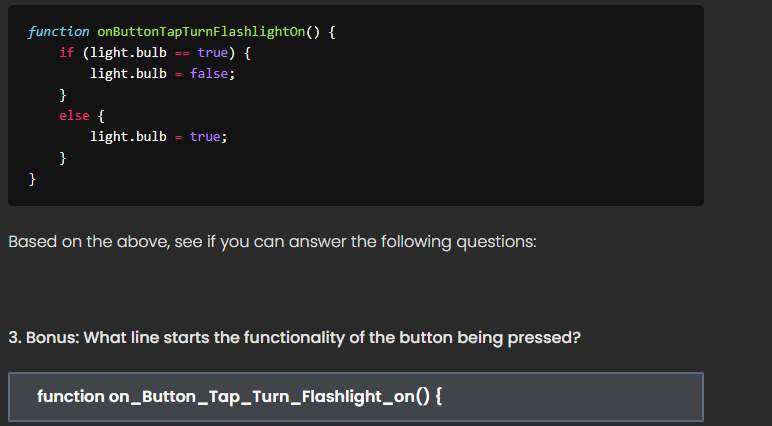 function onButtonTapTurnFlashlightOn() {
if (light.bulb == true) {
light.bulb = false;
}
else {
light.bulb = true;
}
}
Based on the above, see if you can answer the following questions:
3. Bonus: What line starts the functionality of the button being pressed?
function on_Button_Tap_Turn_Flashlight_on() {